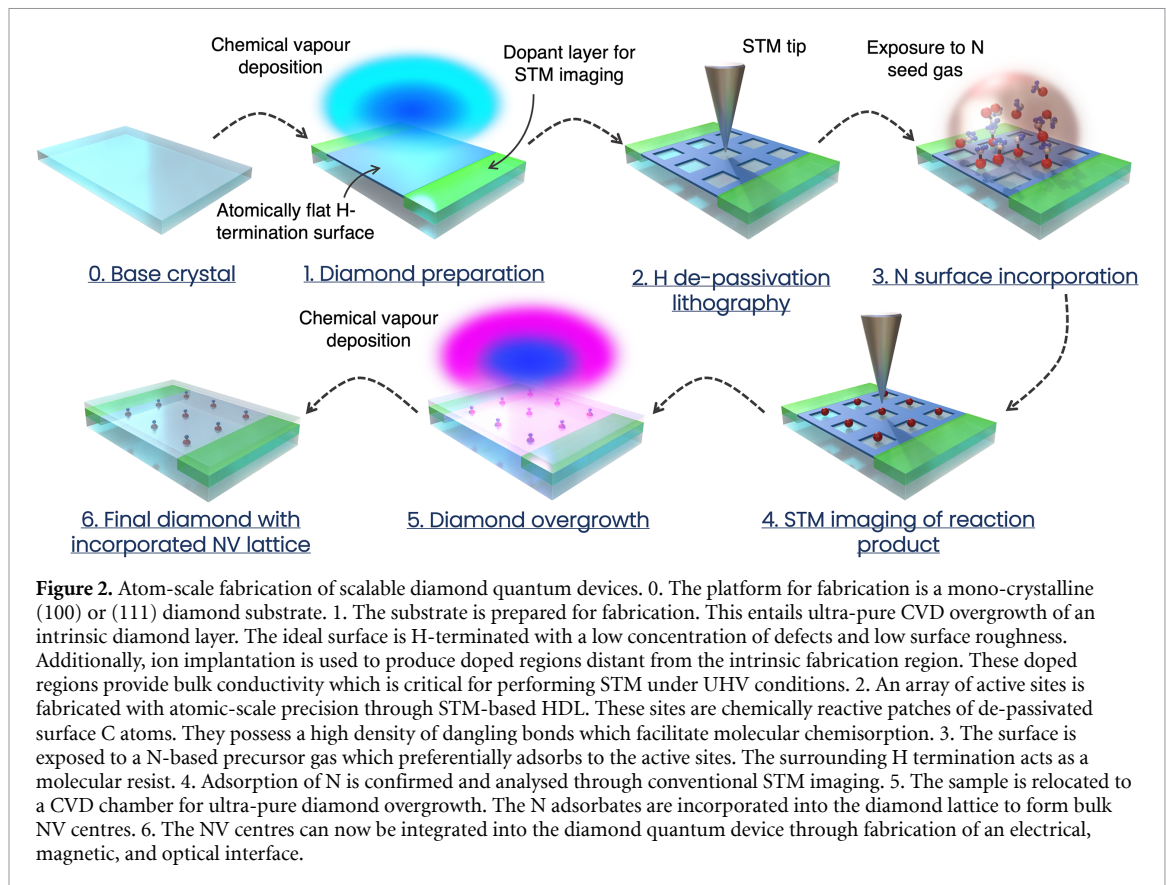 Chemical vapour
deposition
Dopant layer for
STM imaging
STM tip
Exposure to N
seed gas
Atomically flat H-
termination surface
0. Base crystal
1. Diamond preparation
2. H de-passivation
lithography
3. N surface incorporation
Chemical vapour
deposition
6. Final diamond with
incorporated NV lattice
5. Diamond overgrowth
4. STM imaging of reaction
product
Figure 2. Atom-scale fabrication of scalable diamond quantum devices. 0. The platform for fabrication is a mono-crystalline
(100) or (111) diamond substrate. 1. The substrate is prepared for fabrication. This entails ultra-pure CVD overgrowth of an
intrinsic diamond layer. The ideal surface is H-terminated with a low concentration of defects and low surface roughness.
Additionally, ion implantation is used to produce doped regions distant from the intrinsic fabrication region. These doped
regions provide bulk conductivity which is critical for performing STM under UHV conditions. 2. An array of active sites is
fabricated with atomic-scale precision through STM-based HDL. These sites are chemically reactive patches of de-passivated
surface C atoms. They possess a high density of dangling bonds which facilitate molecular chemisorption. 3. The surface is
exposed to a N-based precursor gas which preferentially adsorbs to the active sites. The surrounding H termination acts as a
molecular resist. 4. Adsorption of N is confirmed and analysed through conventional STM imaging. 5. The sample is relocated to
a CVD chamber for ultra-pure diamond overgrowth. The N adsorbates are incorporated into the diamond lattice to form bulk
NV centres. 6. The NV centres can now be integrated into the diamond quantum device through fabrication of an electrical,
magnetic, and optical interface.